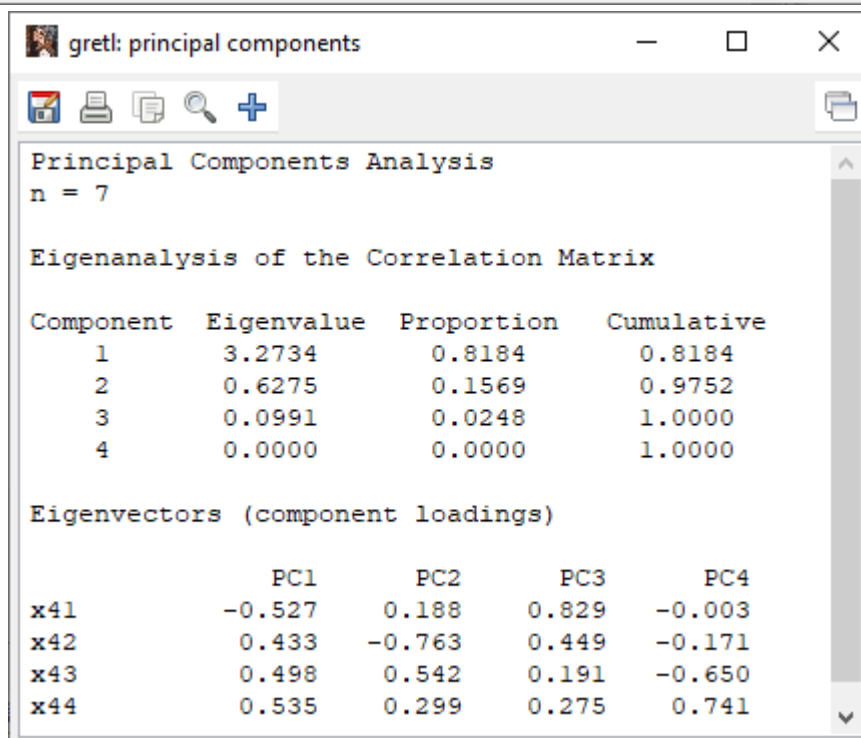 gretl: principal components
Principal Components Analysis
n = 7
Eigenanalysis of the Correlation Matrix
Component Eigenvalue Proportion Cumulative
1 3.2734 0.8184 0.8184
2 0.6275 0.1569 0.9752
3 0.0991 0.0248 1.0000
4 0.0000 0.0000 1.0000
Eigenvectors (component loadings)
PC1 PC2 PC3 PC4
x41 -0.527 0.188 0.829 -0.003
x42 0.433 -0.763 0.449 -0.171
x43 0.498 0.542 0.191 -0.650
x44 0.535 0.299 0.275 0.741